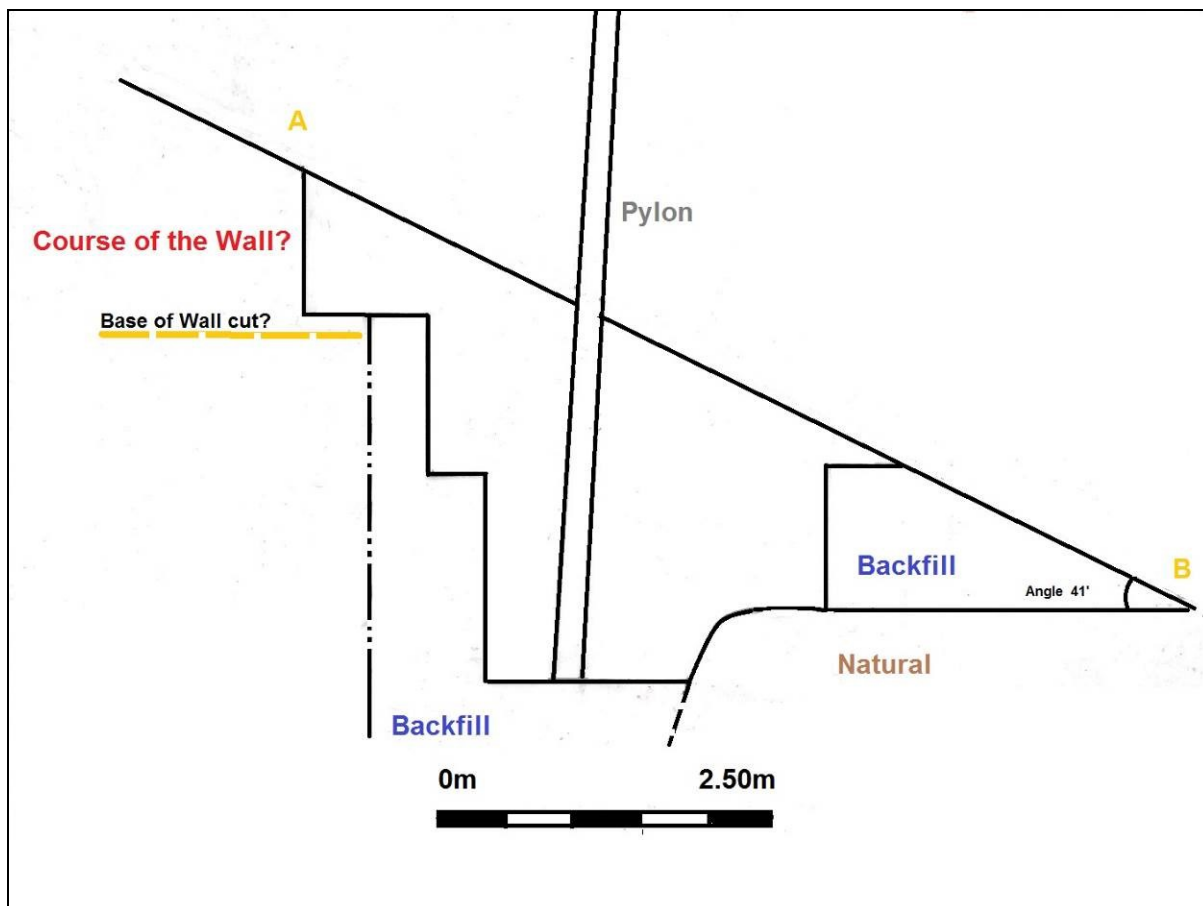 A
Pylon
Course of the Wall?
Base of Wall cut?
Backfill
B
Angle 41'
Natural
Backfill
0m 2.50m